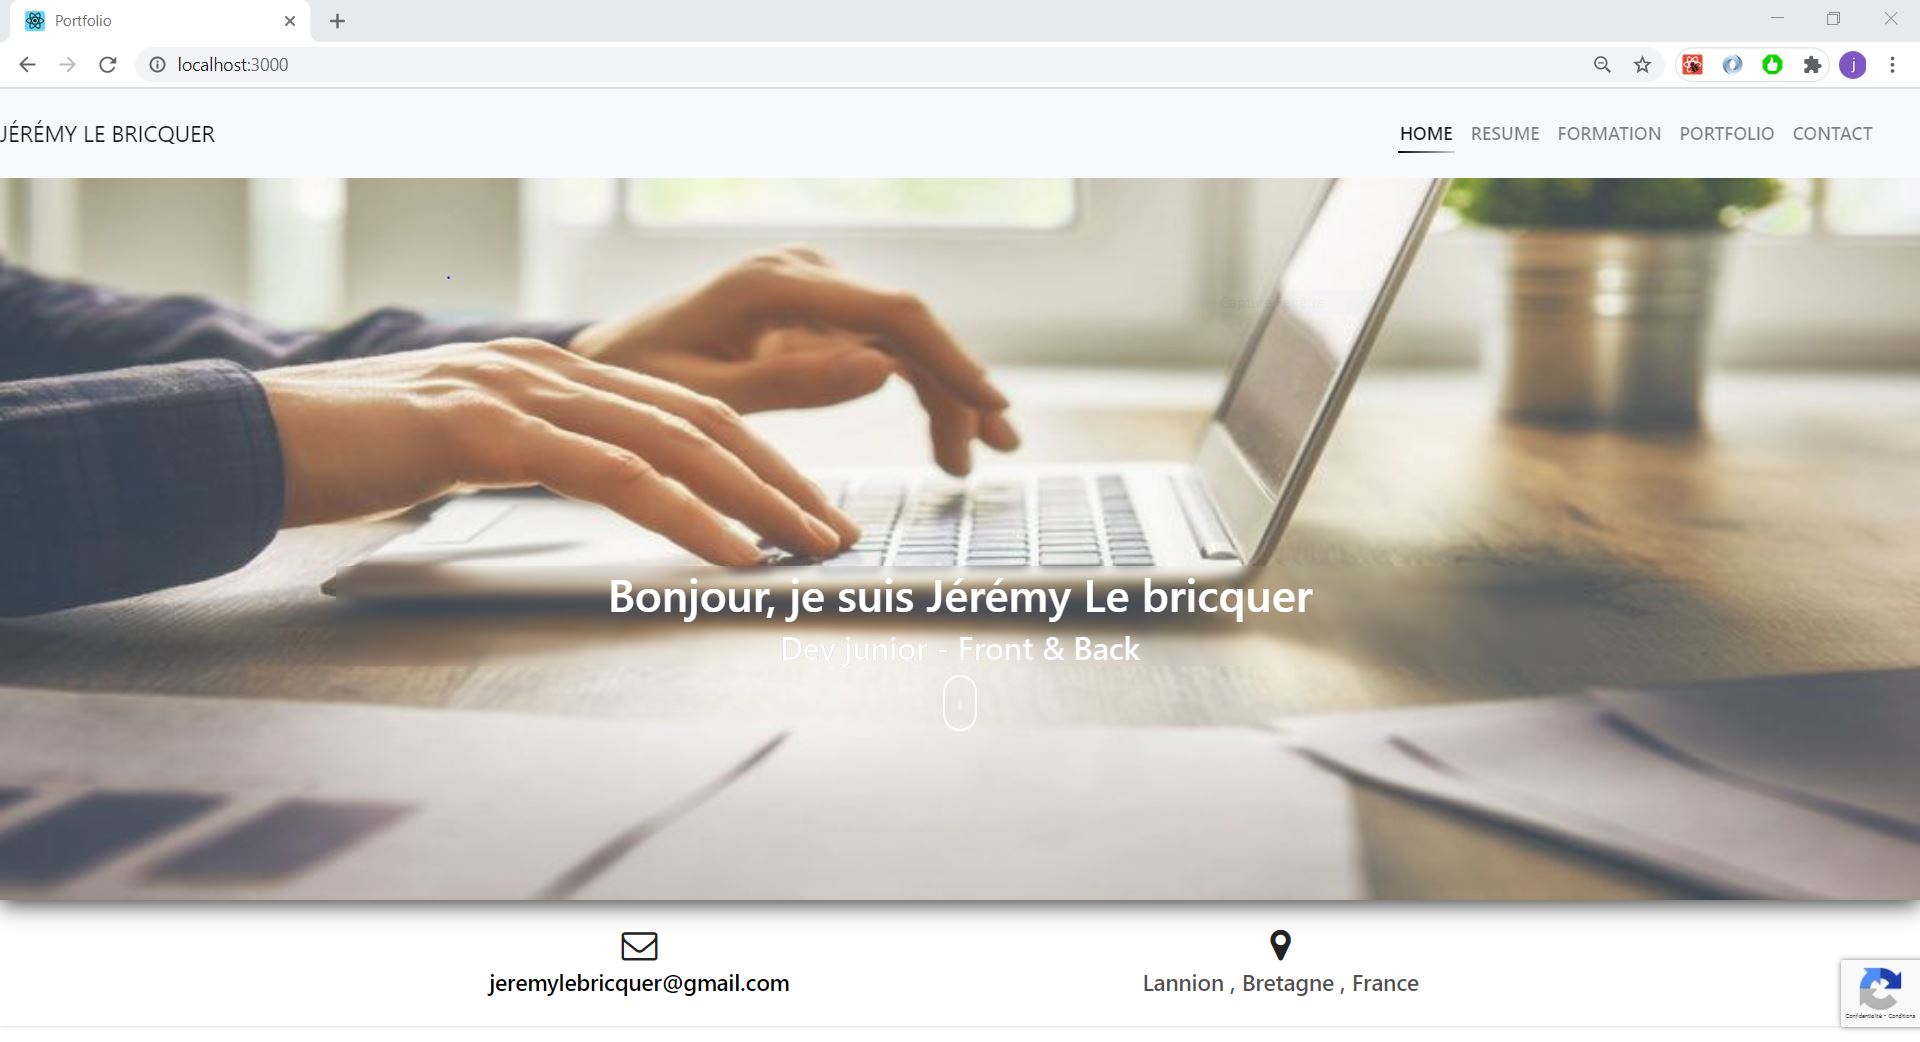 Portfolio
localhost:3000
j
JÉRÉMY LE BRICQUER
HOME RESUME FORMATION PORTFOLIO CONTACT
Bonjour, je suis Jérémy Le bricquer
Dev junior - Front & Back
jeremylebricquer@gmail.com
Lannion , Bretagne , France
Confidentialité - Conditions